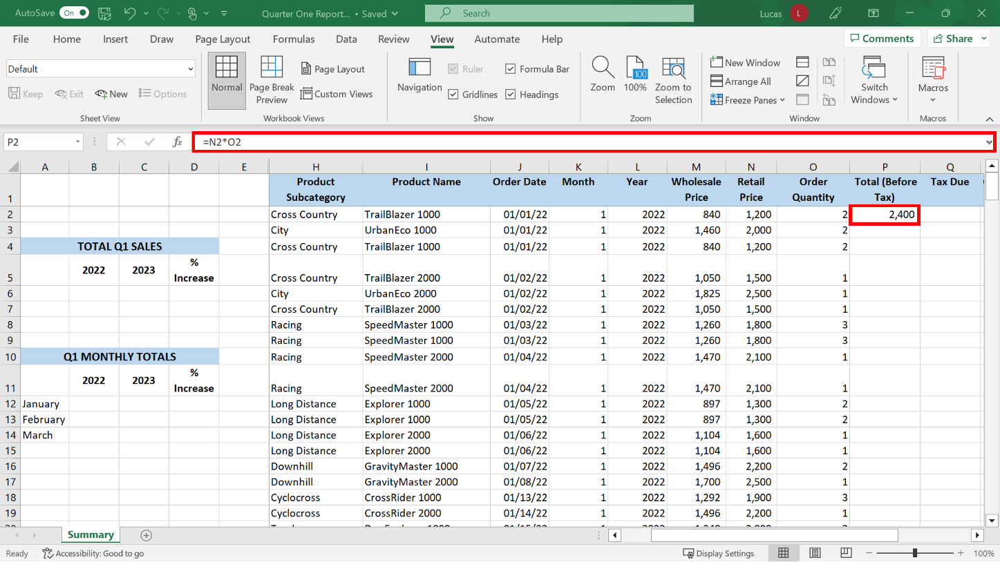 AutoSave On Quarter One Report... • Saved Search Lucas L
File Home Insert Draw Page Layout Formulas Data Review View Automate Help Comments Share
Default
Keep Exit New Options
Sheet View
Normal
Page Break
Preview
Page Layout
Custom Views
Workbook Views
Navigation
Ruler Formula Bar
Gridlines Headings
Show
Zoom
100
100%
Zoom to
Selection
Zoom
New Window
Arrange All
Freeze Panes
Window
Switch
Windows
Macros
Macros
P2 fx =N2*O2
A B C D E H I J K L M N O P Q
1 Product Subcategory Product Name Order Date Month Year Wholesale Price Retail Price Order Quantity Total (Before Tax) Tax Due
2 Cross Country TrailBlazer 1000 01/01/22 1 2022 840 1,200 2 2,400
3 City UrbanEco 1000 01/01/22 1 2022 1,460 2,000 2
4 TOTAL Q1 SALES Cross Country TrailBlazer 1000 01/01/22 1 2022 840 1,200 2
5 2022 2023 % Increase Cross Country TrailBlazer 2000 01/02/22 1 2022 1,050 1,500 1
6 City UrbanEco 2000 01/02/22 1 2022 1,825 2,500 1
7 Cross Country TrailBlazer 2000 01/02/22 1 2022 1,050 1,500 1
8 Racing SpeedMaster 1000 01/03/22 1 2022 1,260 1,800 3
9 Racing SpeedMaster 1000 01/03/22 1 2022 1,260 1,800 3
10 Q1 MONTHLY TOTALS Racing SpeedMaster 2000 01/04/22 1 2022 1,470 2,100 1
11 2022 2023 % Increase Racing SpeedMaster 2000 01/04/22 1 2022 1,470 2,100 1
12 January Long Distance Explorer 1000 01/05/22 1 2022 897 1,300 2
13 February Long Distance Explorer 1000 01/05/22 1 2022 897 1,300 2
14 March Long Distance Explorer 2000 01/06/22 1 2022 1,104 1,600 1
15 Long Distance Explorer 2000 01/06/22 1 2022 1,104 1,600 1
16 Downhill GravityMaster 1000 01/07/22 1 2022 1,496 2,200 2
17 Downhill GravityMaster 2000 01/08/22 1 2022 1,700 2,500 1
18 Cyclocross CrossRider 1000 01/13/22 1 2022 1,292 1,900 3
19 Cyclocross CrossRider 2000 01/14/22 1 2022 1,496 2,200 1
Summary
Ready Accessibility: Good to go Display Settings 100%